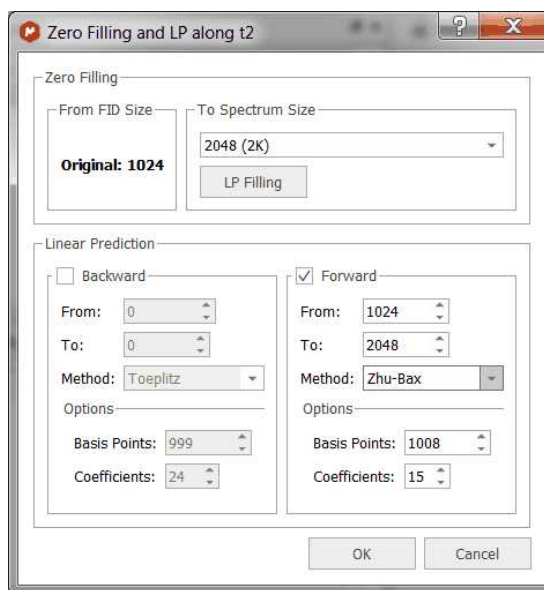 Zero Filling and LP along t2
Zero Filling
From FID Size
To Spectrum Size
Original: 1024
2048 (2K)
LP Filling
Linear Prediction
Backward
From: 0
To: 0
Method: Toeplitz
Options
Basis Points: 999
Coefficients: 24
Forward
From: 1024
To: 2048
Method: Zhu-Bax
Options
Basis Points: 1008
Coefficients: 15
OK
Cancel